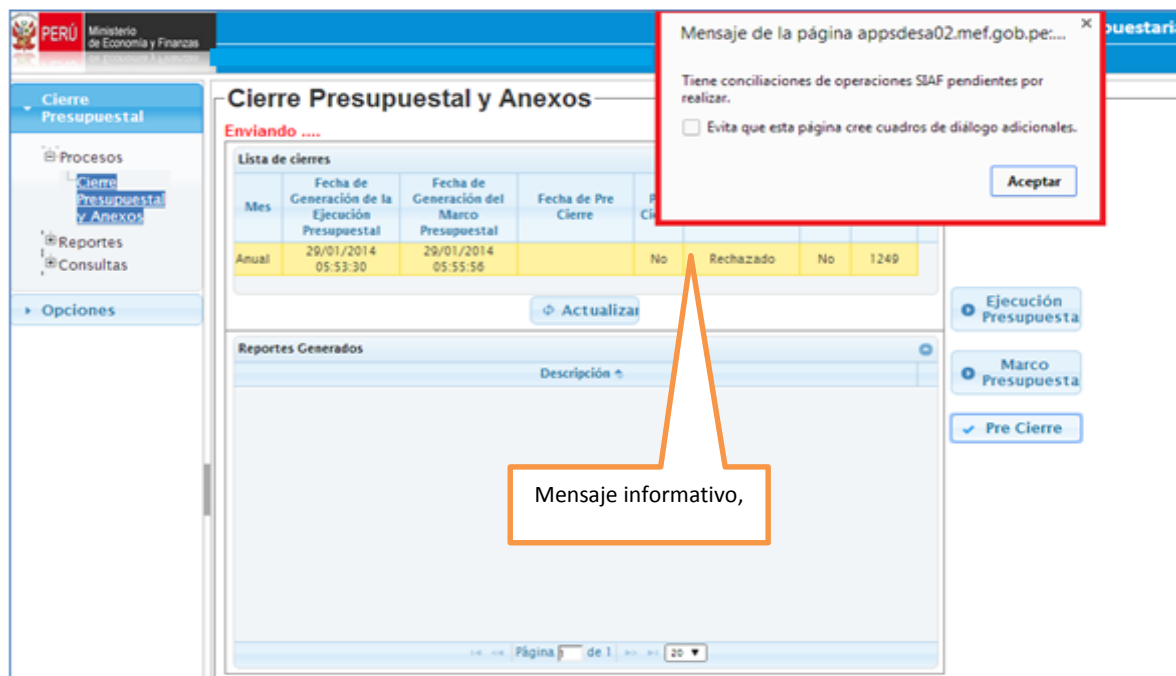 PERÚ
Ministerio
de Economía y Finanzas
puestaria
Mensaje de la página appsdesa02.mef.gob.pe:...
×
Tiene conciliaciones de operaciones SIAF pendientes por
realizar.
Evita que esta página cree cuadros de diálogo adicionales.
Aceptar
Cierre
Presupuestal
Procesos
Cierre
Presupuestal
y Anexos
Reportes
Consultas
Opciones
Cierre Presupuestal y Anexos
Enviando ....
Lista de cierres
Mes
Fecha de
Generación de la
Ejecución
Presupuestal
Fecha de
Generación del
Marco
Presupuestal
Fecha de Pre
Cierre
Anual
29/01/2014
05:53:30
29/01/2014
05:55:56
No
Rechazado
No
1249
Actualizar
Ejecución
Presupuesta
Marco
Presupuesta
Pre Cierre
Reportes Generados
Descripción
Mensaje informativo,
Página
de 1
20